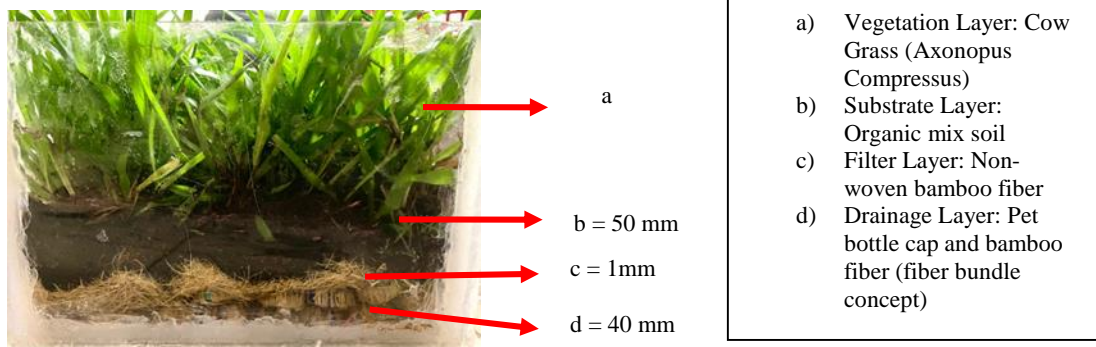 a
b = 50 mm
c = 1mm
d = 40 mm
a) Vegetation Layer: Cow
Grass (Axonopus
Compressus)
b) Substrate Layer:
Organic mix soil
c) Filter Layer: Non-
woven bamboo fiber
d) Drainage Layer: Pet
bottle cap and bamboo
fiber (fiber bundle
concept)